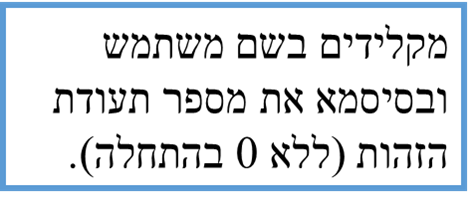 מקלידים בשם משתמש
ובסיסמא את מספר תעודת
הזהות (ללא 0 בהתחלה).